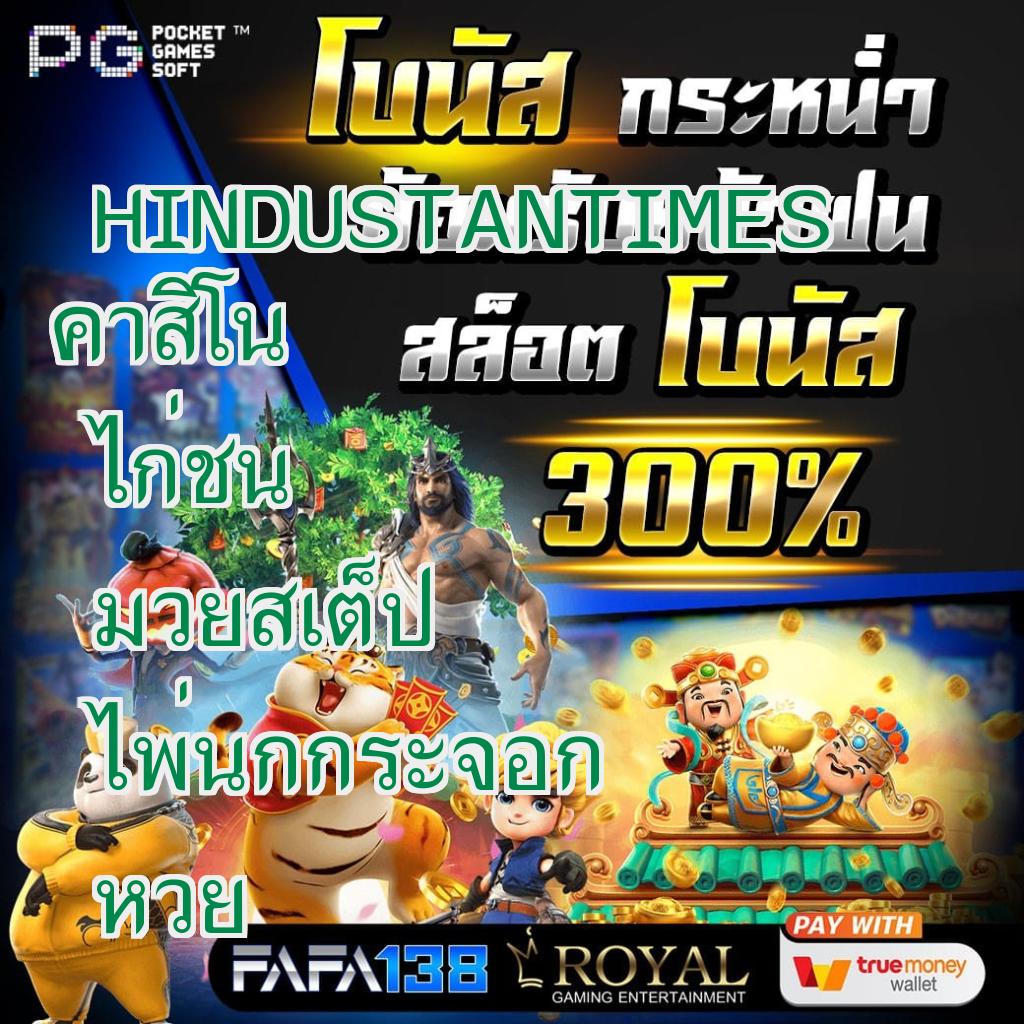 PG POCKET GAMES SOFT™
โบนัส กระหน่ำ
HINDUSTANTIMES
คาสิโน
สล็อต โบนัส
ไก่ชน
300%
มวยสเต็ป
ไพ่นกกระจอก
หวย
FAFA138
ROYAL
GAMING ENTERTAINMENT
PAY WITH
truemoney
wallet